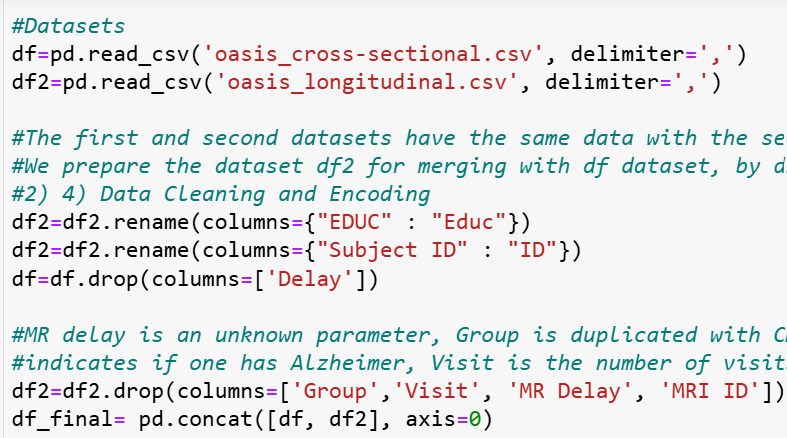 #Datasets
df=pd.read_csv('oasis_cross-sectional.csv', delimiter=',')
df2=pd.read_csv('oasis_longitudinal.csv', delimiter=',')
#The first and second datasets have the same data with the
#We prepare the dataset df2 for merging with df dataset, by
#2) 4) Data Cleaning and Encoding
df2=df2.rename(columns={"EDUC" : "Educ"})
df2=df2.rename(columns={"Subject ID" : "ID"})
df=df.drop(columns=['Delay'])
#MR delay is an unknown parameter, Group is duplicated with
#indicates if one has Alzheimer, Visit is the number of visit
df2=df2.drop(columns=['Group','Visit', 'MR Delay', 'MRI ID'])
df_final= pd.concat([df, df2], axis=0)